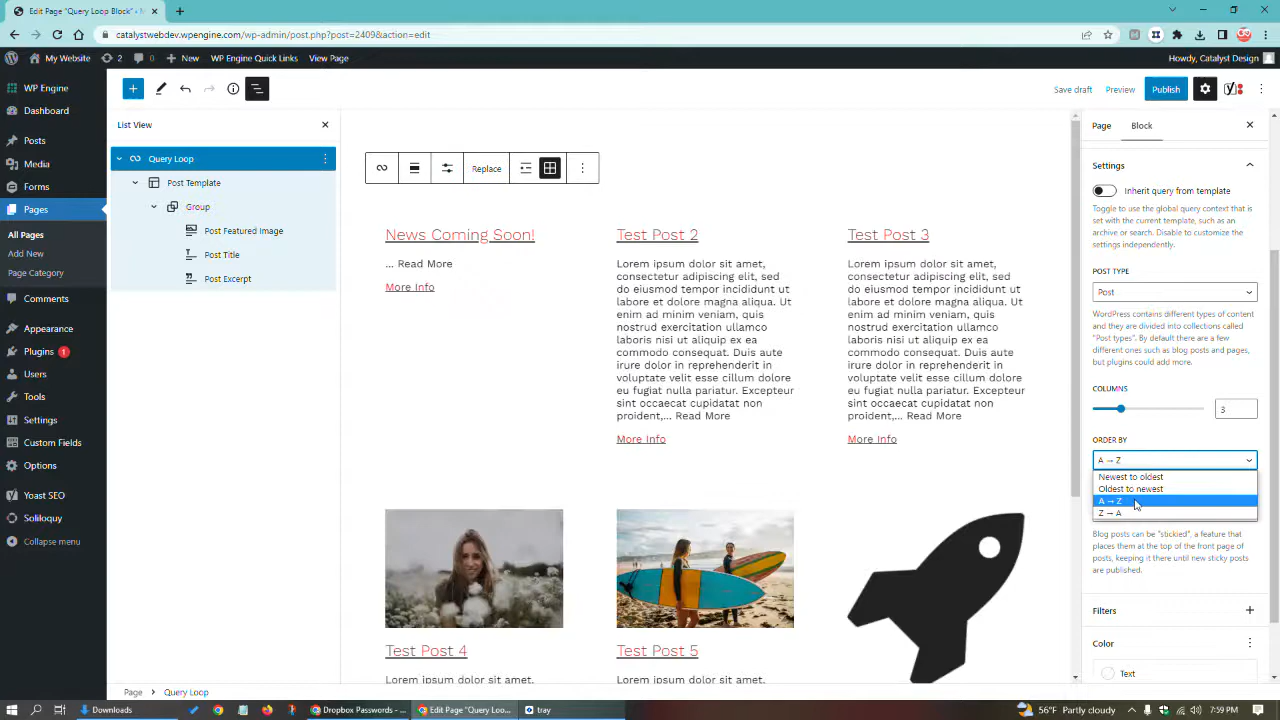 Edit Page "Query Loop Block" ‹
catalystwebdev.wpengine.com/wp-admin/post.php?post=2409&action=edit
My Website
2
0
New
WP Engine Quick Links
View Page
Howdy, Catalyst Design
WP Engine
Dashboard
Posts
Media
Forms
Pages
All Pages
Add New
Page Category
Comments
Appearance
Plugins 1
Users
Tools
Settings
Custom Fields
Options
Yoast SEO
Soliloquy
Collapse menu
Save draft
Preview
Publish
List View
Query Loop
Post Template
Group
Post Featured Image
Post Title
Post Excerpt
Replace
News Coming Soon!
... Read More
More Info
Test Post 2
Lorem ipsum dolor sit amet,
consectetur adipiscing elit, sed
do eiusmod tempor incididunt ut
labore et dolore magna aliqua. Ut
enim ad minim veniam, quis
nostrud exercitation ullamco
laboris nisi ut aliquip ex ea
commodo consequat. Duis aute
irure dolor in reprehenderit in
voluptate velit esse cillum dolore
eu fugiat nulla pariatur. Excepteur
sint occaecat cupidatat non
proident,... Read More
More Info
Test Post 3
Lorem ipsum dolor sit amet,
consectetur adipiscing elit, sed
do eiusmod tempor incididunt ut
labore et dolore magna aliqua. Ut
enim ad minim veniam, quis
nostrud exercitation ullamco
laboris nisi ut aliquip ex ea
commodo consequat. Duis aute
irure dolor in reprehenderit in
voluptate velit esse cillum dolore
eu fugiat nulla pariatur. Excepteur
sint occaecat cupidatat non
proident,... Read More
More Info
Test Post 4
Lorem ipsum dolor sit amet,
Test Post 5
Lorem ipsum dolor sit amet,
Page
Block
Settings
Inherit query from template
Toggle to use the global query context that is
set with the current template, such as an
archive or search. Disable to customize the
settings independently.
POST TYPE
Post
WordPress contains different types of content
and they are divided into collections called
"Post types". By default there are a few
different ones such as blog posts and pages,
but plugins could add more.
COLUMNS
3
ORDER BY
A → Z
Newest to oldest
Oldest to newest
A → Z
Z → A
Blog posts can be "stickied", a feature that
places them at the top of the front page of
posts, keeping it there until new sticky posts
are published.
Filters
Color
Text
Page
Query Loop
Downloads
Dropbox Passwords - ...
Edit Page "Query Loo...
tray
56°F Partly cloudy
7:59 PM